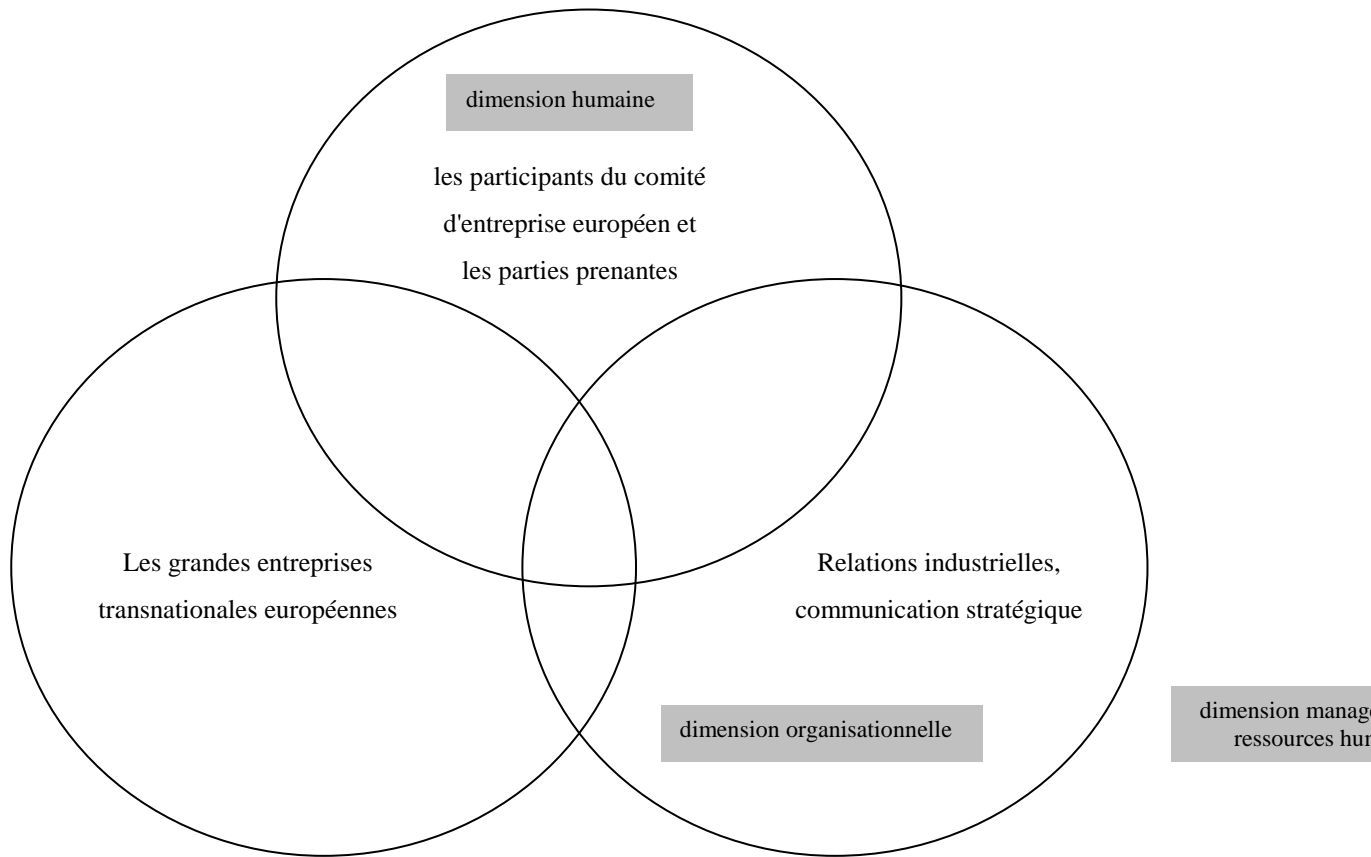 dimension humaine
les participants du comité
d'entreprise européen et
les parties prenantes
Les grandes entreprises
transnationales européennes
Relations industrielles,
communication stratégique
dimension organisationnelle
dimension
ressources